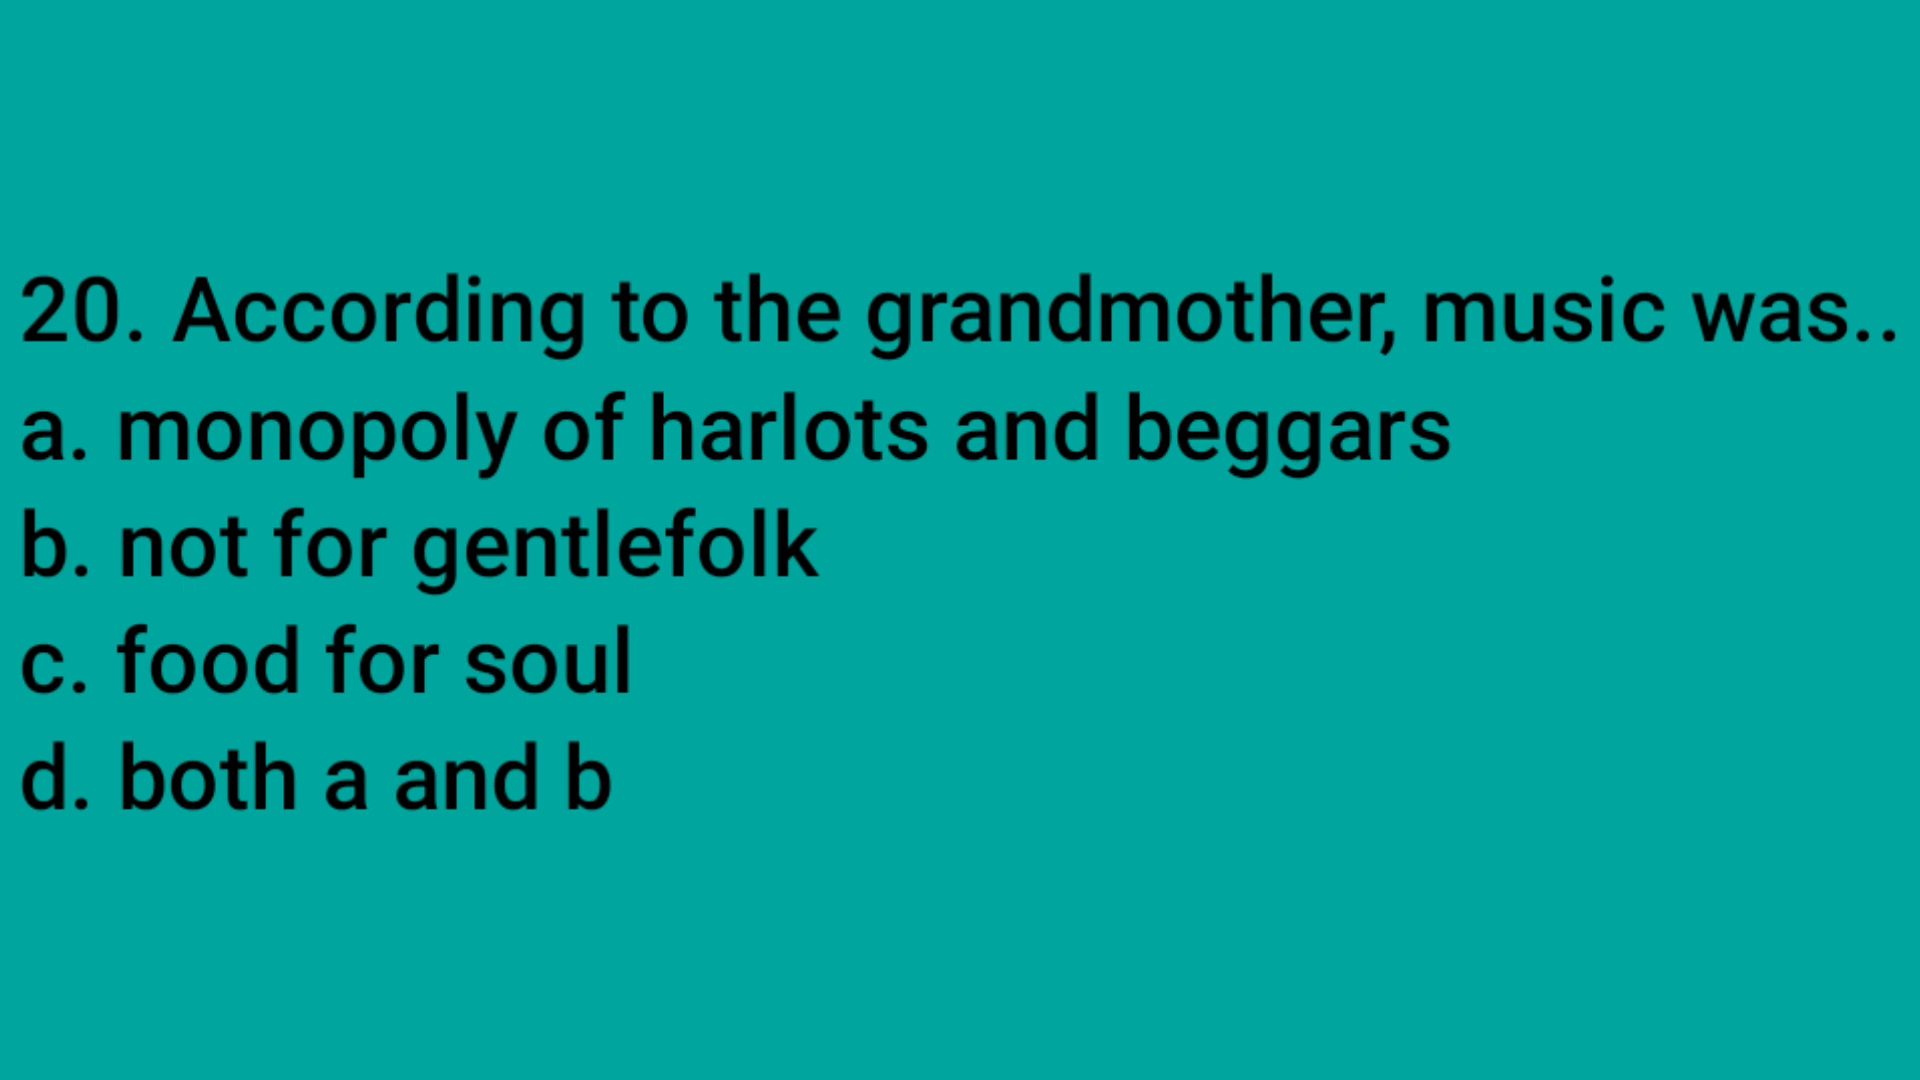 20. According to the grandmother, music was..
a. monopoly of harlots and beggars
b. not for gentlefolk
c. food for soul
d. both a and b